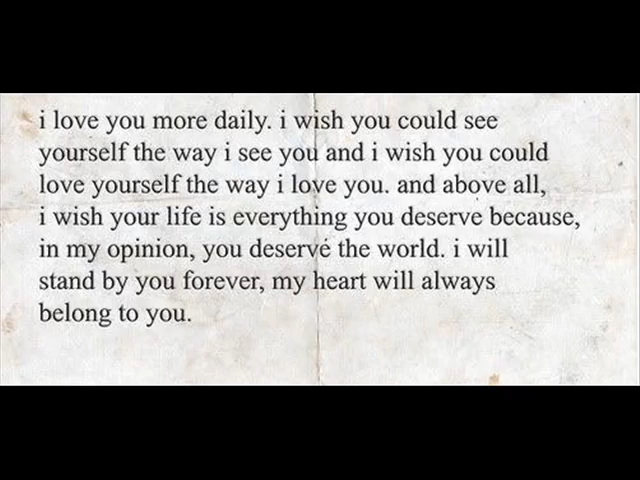 i love you more daily. i wish you could see
yourself the way i see you and i wish you could
love yourself the way i love you. and above all,
i wish your life is everything you deserve because,
in my opinion, you deserve the world. i will
stand by you forever, my heart will always
belong to you.